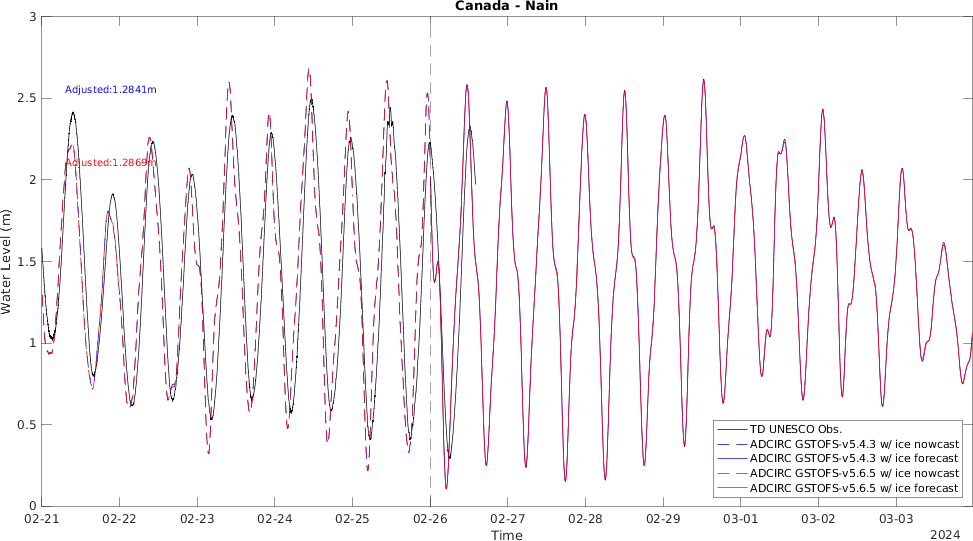 Canada - Nain
3
2.5
2
1.5
1
0.5
0
Water Level (m)
Adjusted:1.2841m
Adjusted:1.2869m
TD UNESCO Obs.
ADCIRC GSTOFS-v5.4.3 w/ ice nowcast
ADCIRC GSTOFS-v5.4.3 w/ ice forecast
ADCIRC GSTOFS-v5.6.5 w/ ice nowcast
ADCIRC GSTOFS-v5.6.5 w/ ice forecast
02-21 02-22 02-23 02-24 02-25 02-26 02-27 02-28 02-29 03-01 03-02 03-03
Time
2024